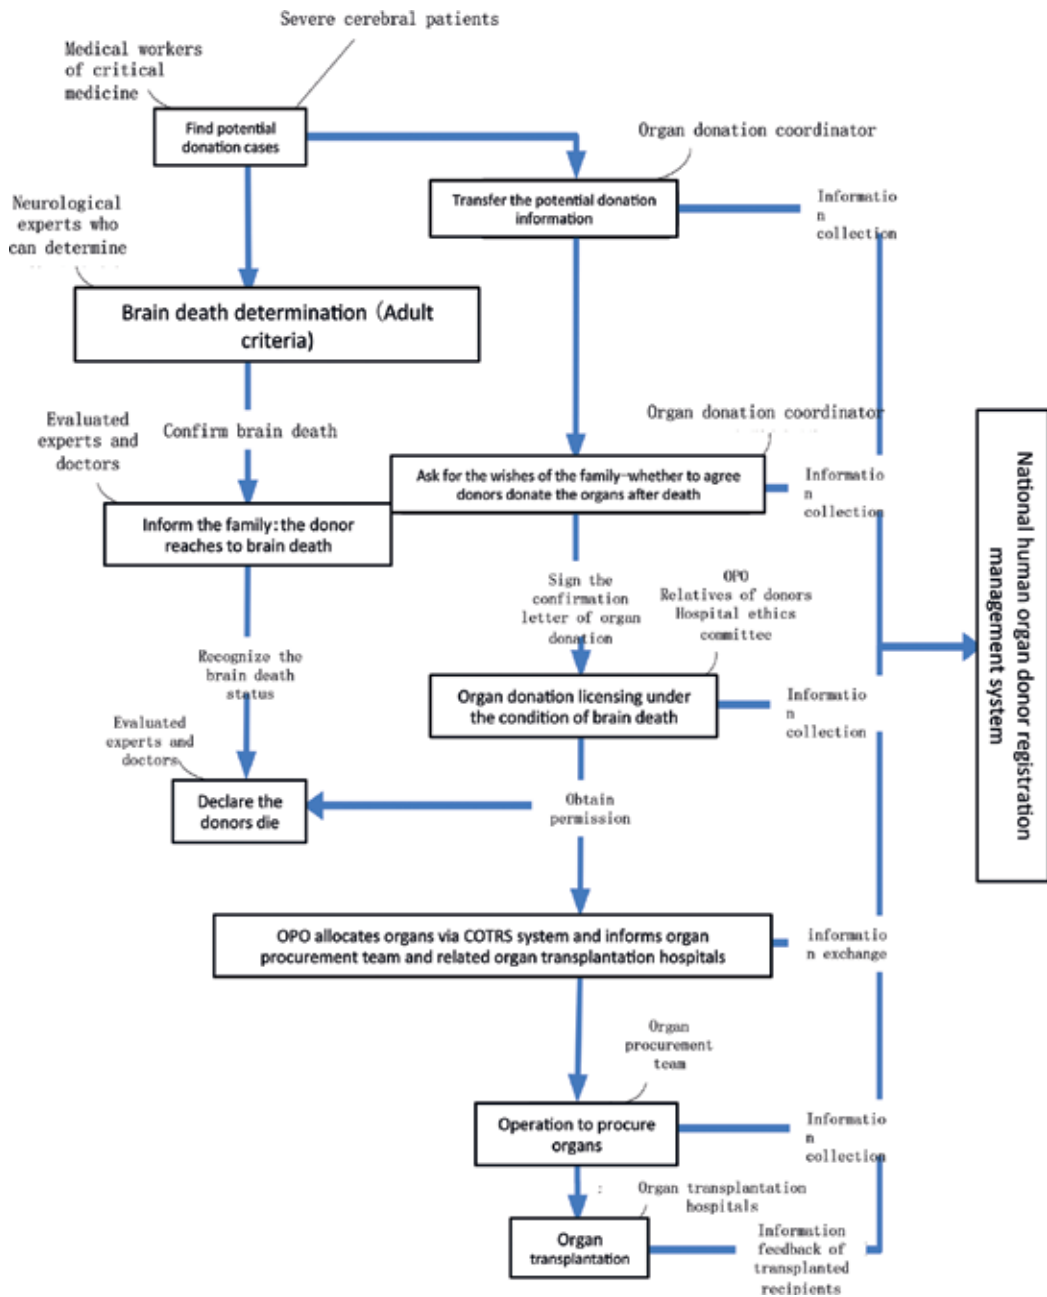 Severe cerebral patients
Medical workers
of critical
medicine
Find potential
donation cases
Organ donation coordinator
Transfer the potential donation
information
Informatio
n
collection
Neurological
experts who
can determine
Brain death determination (Adult
criteria)
Evaluated
experts and
doctors
Confirm brain death
Organ donation coordinator
Ask for the wishes of the family-whether to agree
donors donate the organs after death
Informatio
n
collection
Inform the family: the donor
reaches to brain death
National human organ donor registration
management system
Sign the
confirmation
letter of organ
donation
OPO
Relatives of donors
Hospital ethics
committee
Recognize the
brain death
status
Organ donation licensing under
the condition of brain death
Informatio
n
collection
Evaluated
experts and
doctors
Declare the
donors die
Obtain
permission
OPO allocates organs via COTRS system and informs organ
procurement team and related organ transplantation hospitals
informatio
n exchange
Organ
procurement
team
Operation to procure
organs
Informatio
n
collection
: Organ transplantation
hospitals
Organ
transplantation
Information
feedback of
transplanted
recipients